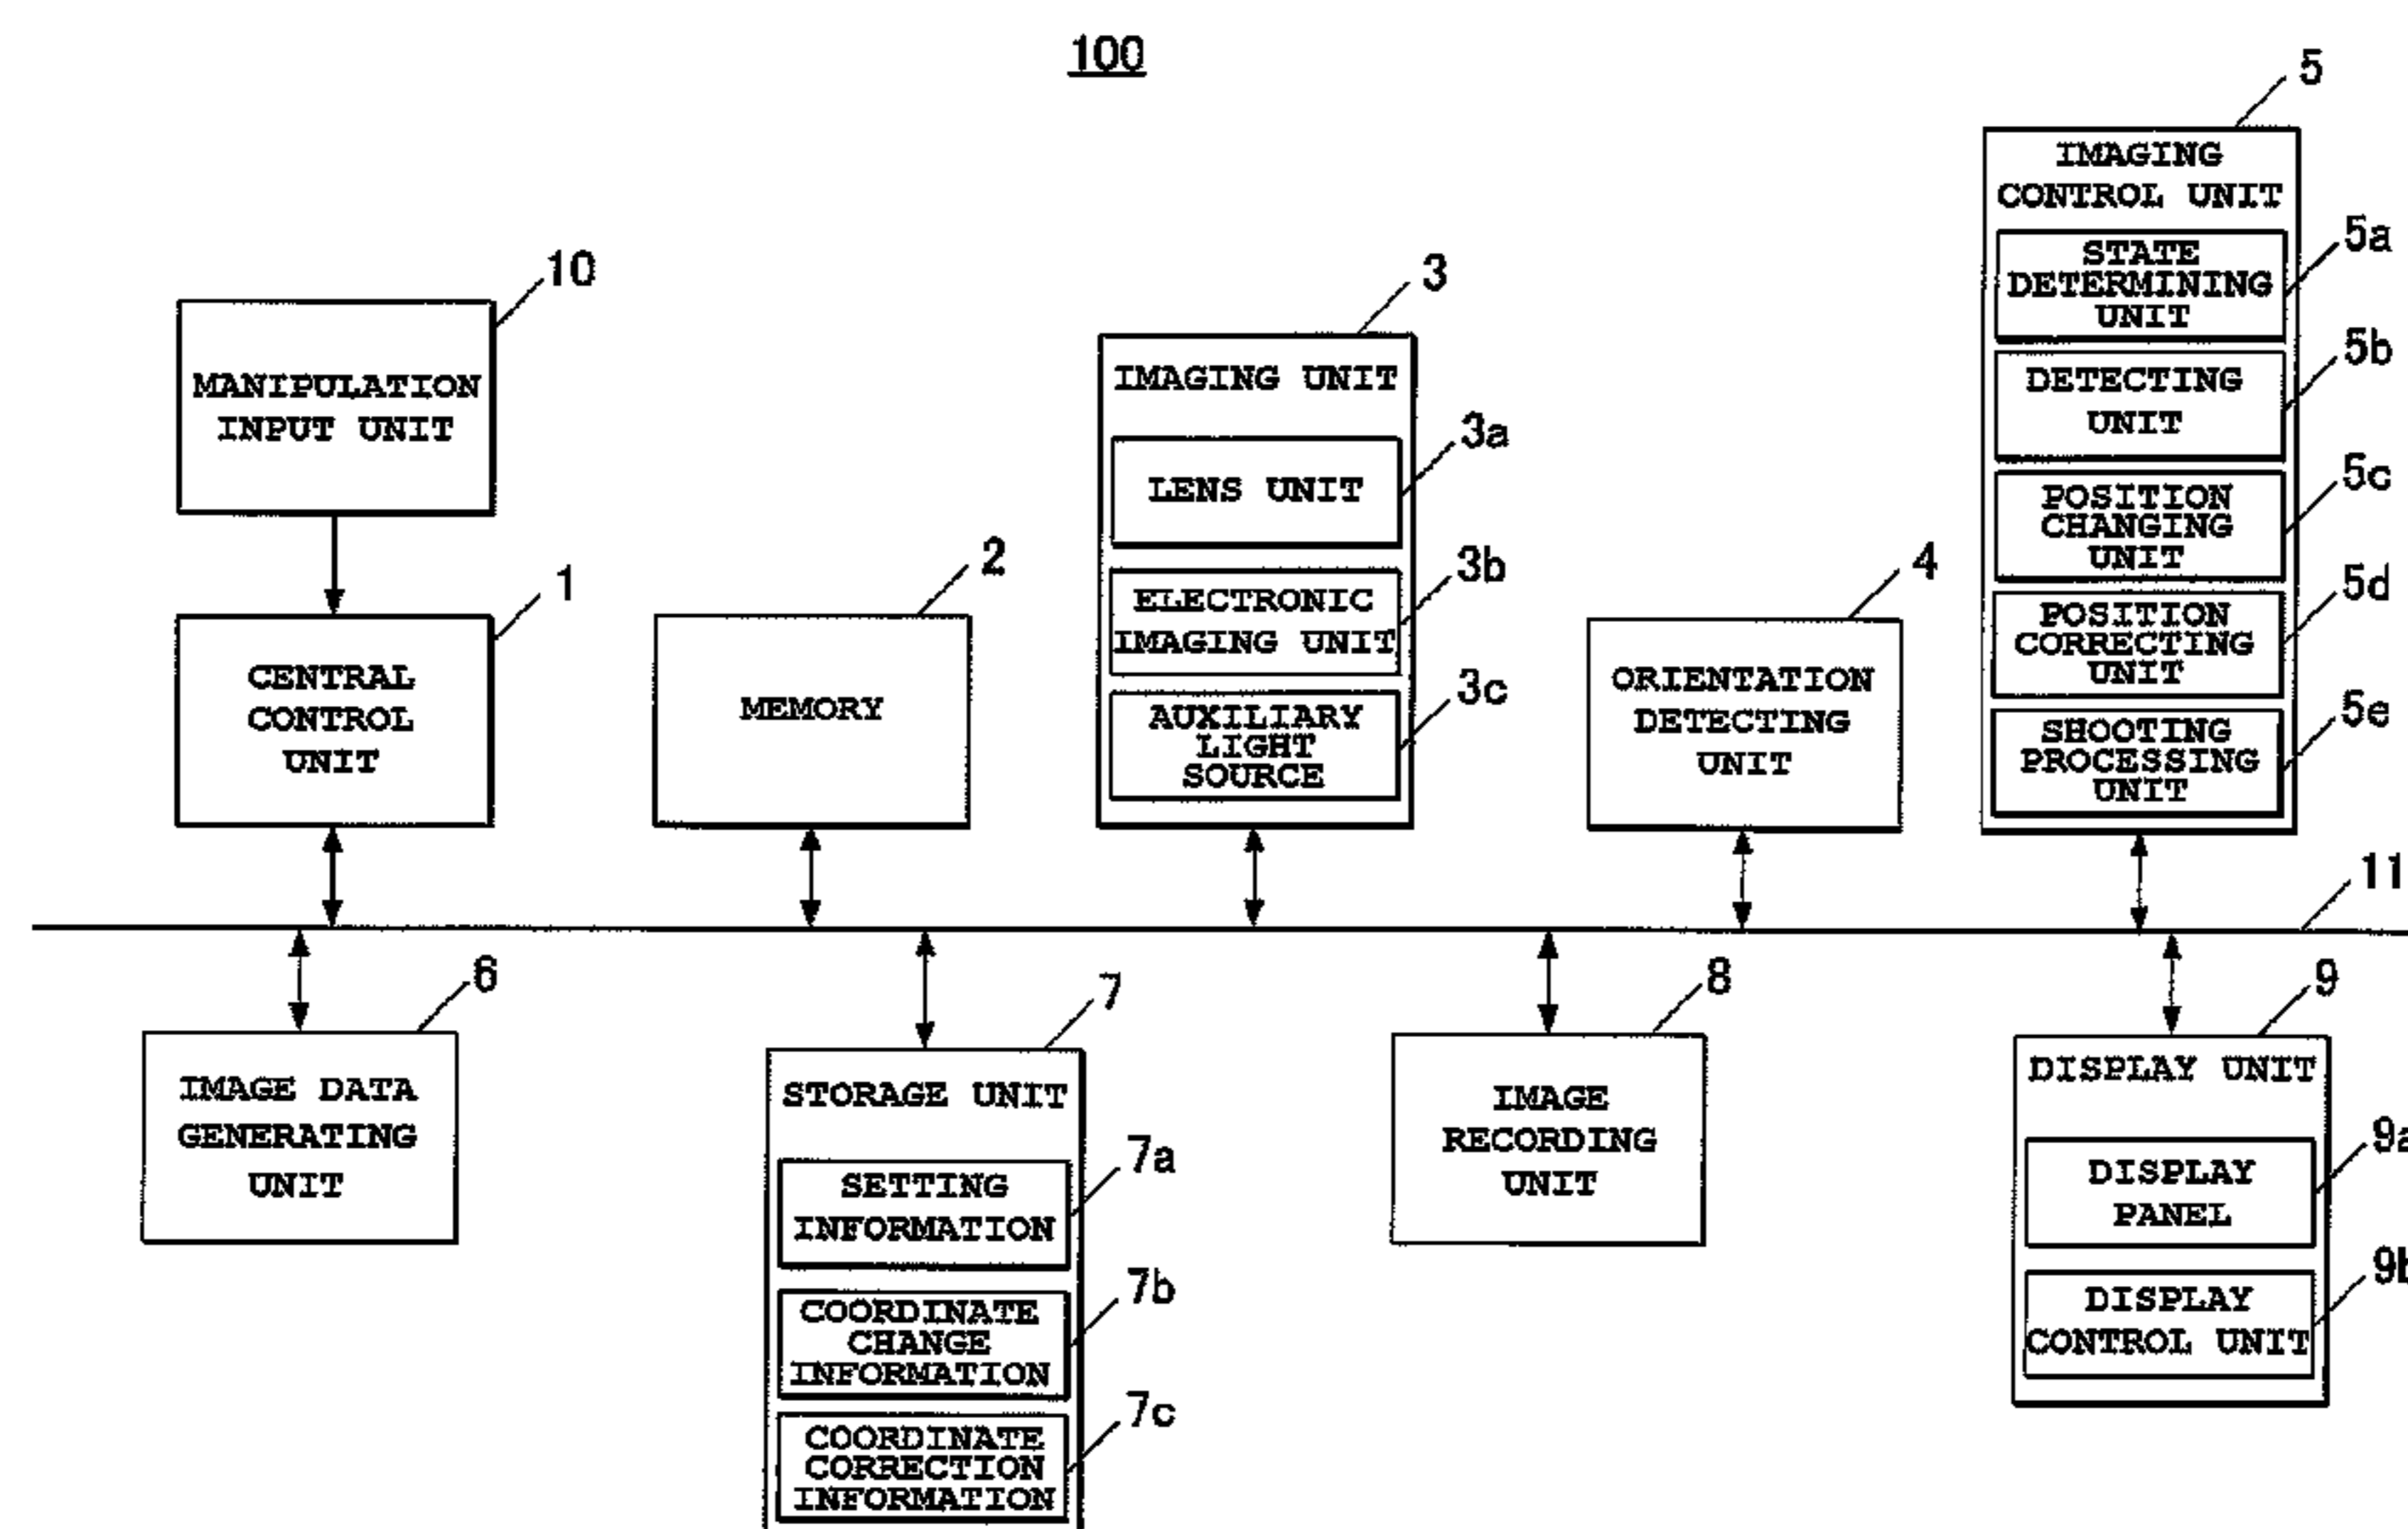 100
10
MANIPULATION
INPUT UNIT
1
CENTRAL
CONTROL
UNIT
2
MEMORY
3
IMAGING UNIT
3a
LENS UNIT
3b
ELECTRONIC
IMAGING UNIT
3c
AUXILIARY
LIGHT
SOURCE
4
ORIENTATION
DETECTING
UNIT
5
IMAGING
CONTROL UNIT
5a
STATE
DETERMINING
UNIT
5b
DETECTING
UNIT
5c
POSITION
CHANGING
UNIT
5d
POSITION
CORRECTING
UNIT
5e
SHOOTING
PROCESSING
UNIT
11
6
IMAGE DATA
GENERATING
UNIT
7
STORAGE UNIT
7a
SETTING
INFORMATION
7b
COORDINATE
CHANGE
INFORMATION
7c
COORDINATE
CORRECTION
INFORMATION
8
IMAGE
RECORDING
UNIT
9
DISPLAY UNIT
9a
DISPLAY
PANEL
9b
DISPLAY
CONTROL UNIT